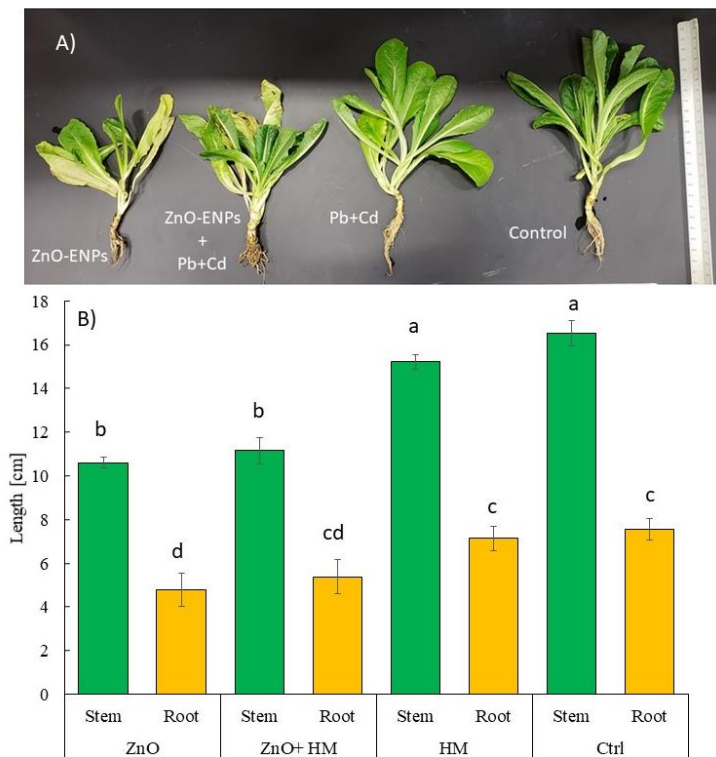 A)
ZnO-ENPs
ZnO-ENPs
+
Pb+Cd
Pb+Cd
Control
B)
Length [cm]
18
16
14
12
10
8
6
4
2
0
b
d
b
cd
a
c
a
c
Stem Root Stem Root Stem Root Stem Root
ZnO ZnO+ HM HM Ctrl